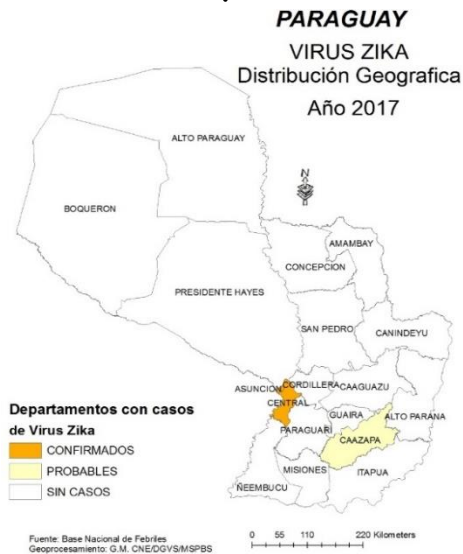 PARAGUAY
VIRUS ZIKA
Distribución Geografica
Año 2017
ALTO PARAGUAY
N
BOQUERON
AMAMBAY
CONCEPCION
PRESIDENTE HAYES
SAN PEDRO
CANINDEYU
ASUNCION
CORDILLERA
CAAGUAZU
CENTRAL
GUAIRA
ALTO PARANA
PARAGUARI
CAAZAPA
MISIONES
ITAPUA
ÑEEMBUCU
Departamentos con casos
de Virus Zika
CONFIRMADOS
PROBABLES
SIN CASOS
Fuente: Base Nacional de Febriles
Geoprocesamiento: G.M. CNE/DGVS/MSPBS
0 55 110 220 Kilometers